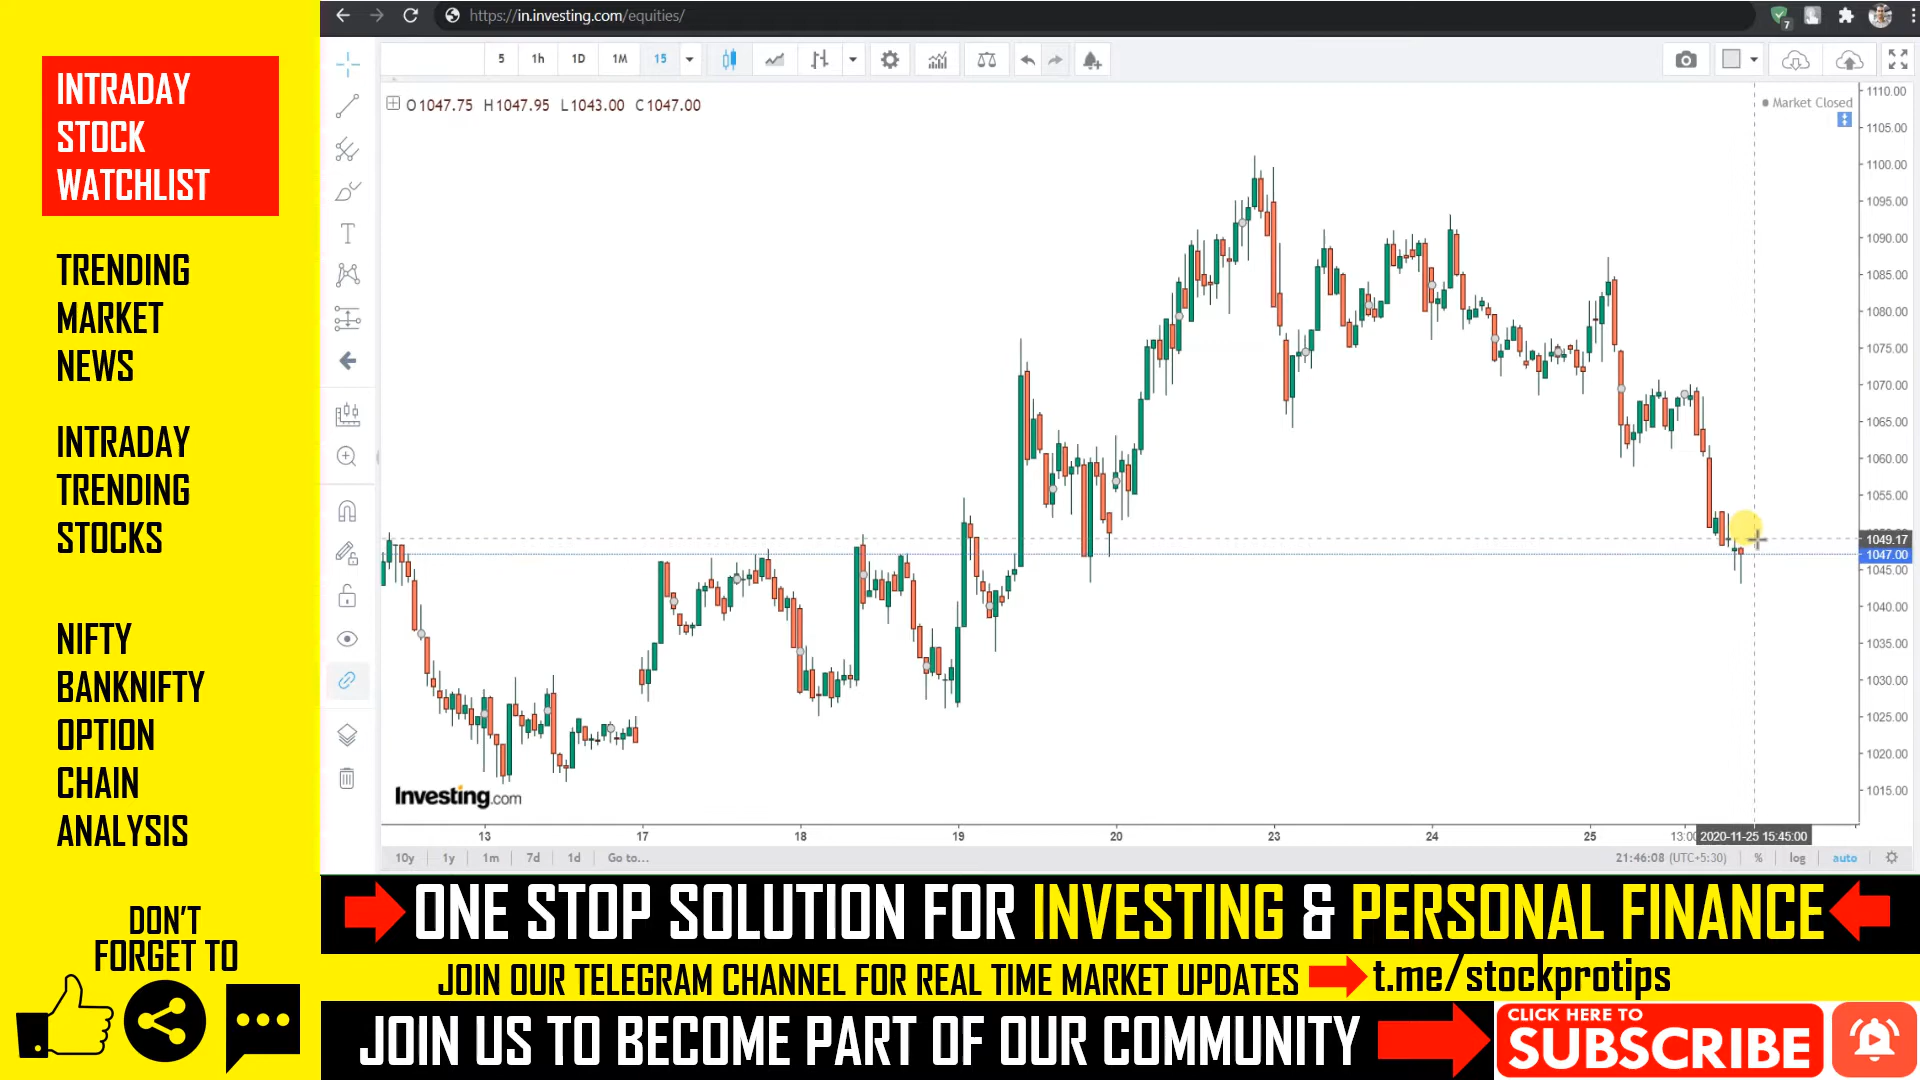 https://in.investing.com/equities/
7
5 1h 1D 1M 15
O1047.75 H1047.95 L1043.00 C1047.00
Market Closed
INTRADAY
STOCK
WATCHLIST
TRENDING
MARKET
NEWS
INTRADAY
TRENDING
STOCKS
NIFTY
BANKNIFTY
OPTION
CHAIN
ANALYSIS
DON'T
FORGET TO
1110.00
1105.00
1100.00
1095.00
1090.00
1085.00
1080.00
1075.00
1070.00
1065.00
1060.00
1055.00
1049.17
1047.00
1045.00
1040.00
1035.00
1030.00
1025.00
1020.00
1015.00
Investing.com
13 17 18 19 20 23 24 25 13:00 2020-11-25 15:45:00
10y 1y 1m 7d 1d Go to... 21:46:08 (UTC+5:30) % log auto
ONE STOP SOLUTION FOR INVESTING & PERSONAL FINANCE
JOIN OUR TELEGRAM CHANNEL FOR REAL TIME MARKET UPDATES t.me/stockprotips
JOIN US TO BECOME PART OF OUR COMMUNITY
CLICK HERE TO
SUBSCRIBE